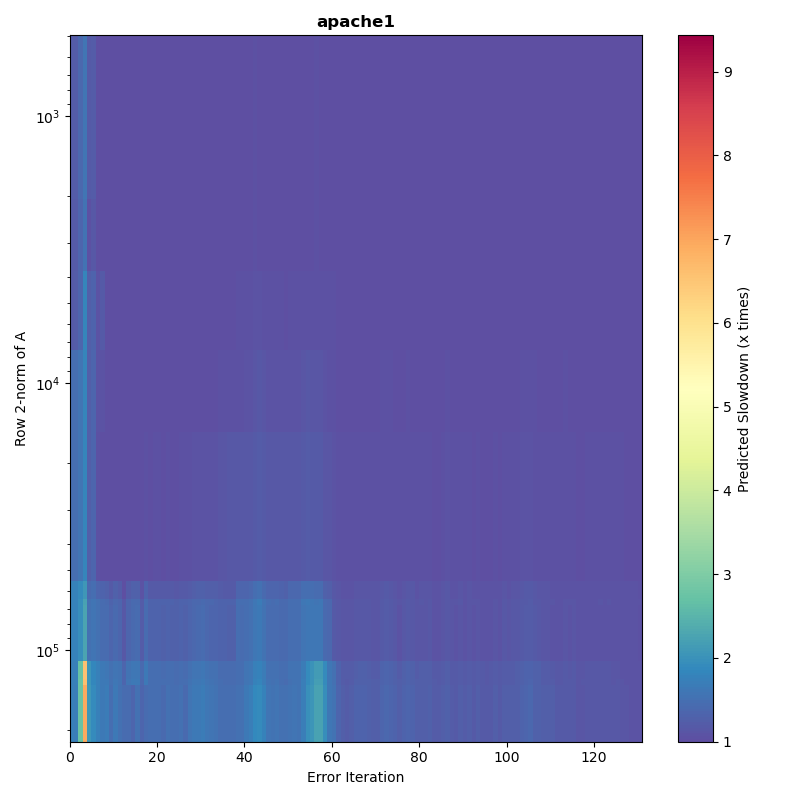 apache1
Row 2-norm of A
10³
10⁴
10⁵
0 20 40 60 80 100 120
Error Iteration
9
8
7
6
5
4
3
2
1
Predicted Slowdown (x times)